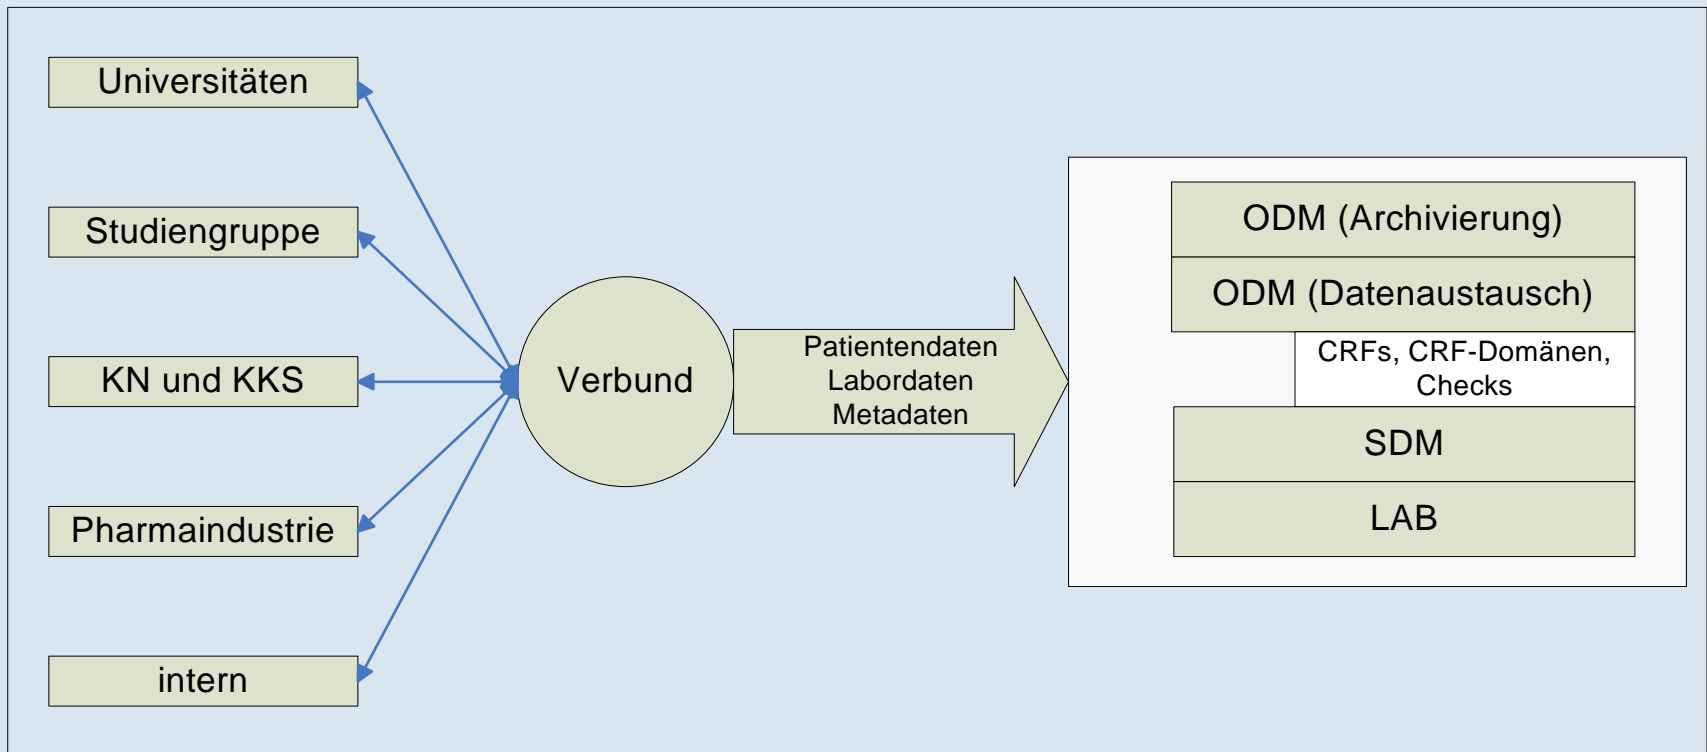 Universitäten
Studiengruppe
KN und KKS
Pharmaindustrie
intern
Verbund
Patientendaten
Labordaten
Metadaten
ODM (Archivierung)
ODM (Datenaustausch)
CRFs, CRF-Domänen,
Checks
SDM
LAB